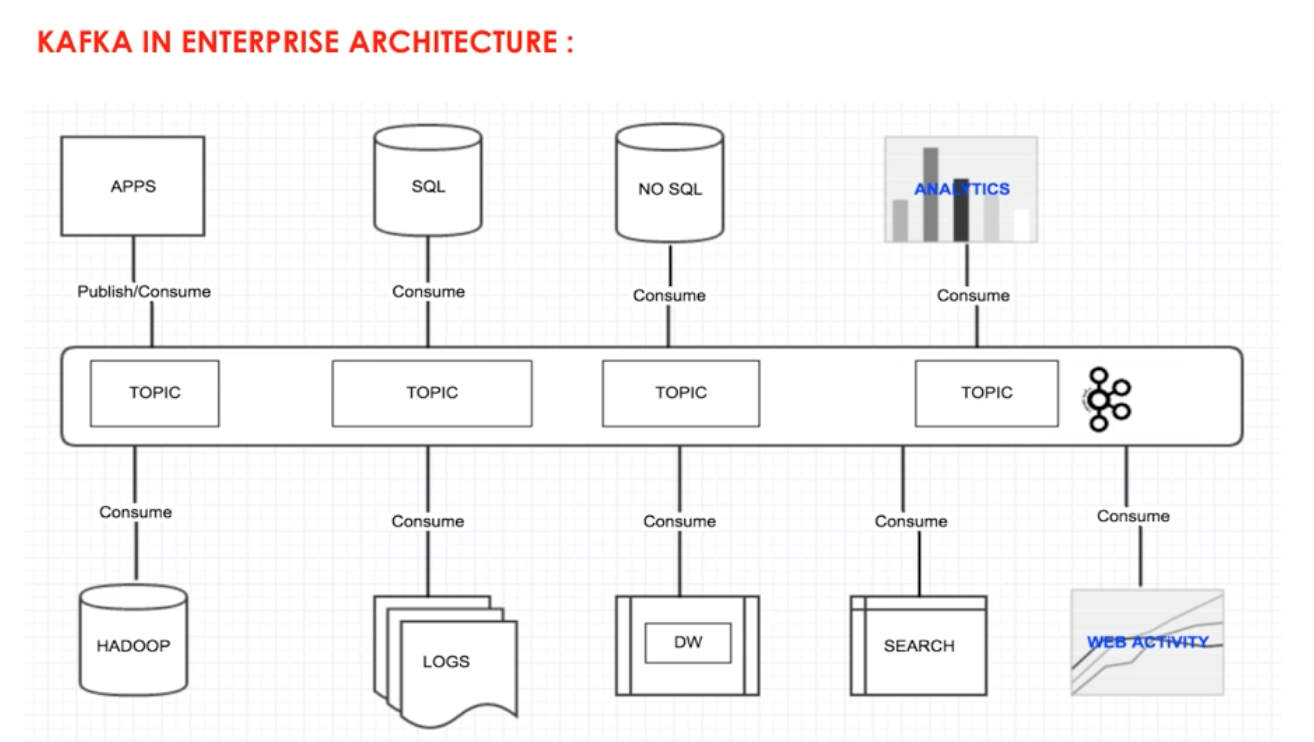 KAFKA IN ENTERPRISE ARCHITECTURE :
APPS
SQL
NO SQL
ANALYTICS
Publish/Consume
Consume
Consume
Consume
TOPIC
TOPIC
TOPIC
TOPIC
Consume
Consume
Consume
Consume
Consume
HADOOP
LOGS
DW
SEARCH
WEB ACTIVITY